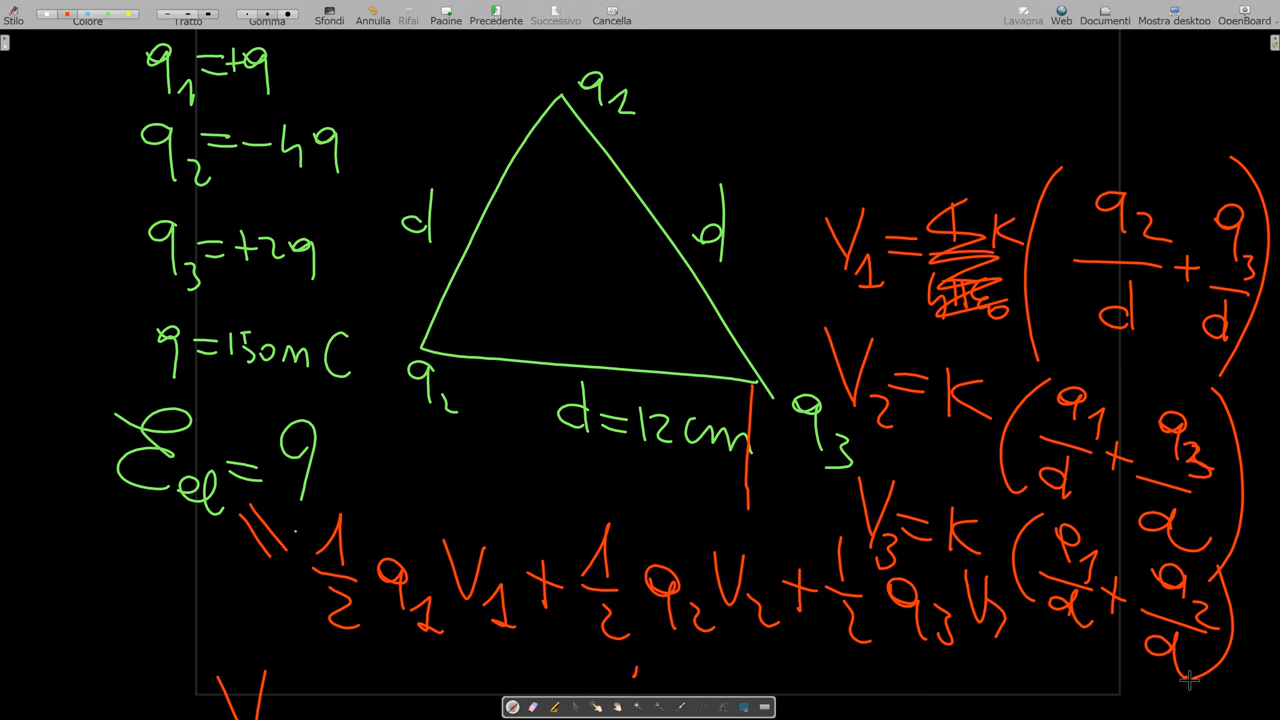 Stilo Colore Tratto Gomma Sfondi Annulla Rifai Pagine Precedente Successivo Cancella Lavagna Web Documenti Mostra desktop OpenBoard
q1 = +q
q2 = -4q
q3 = +2q
q = 150 m C
Eel = ?
q1
d
d
q2
d = 12 cm
q3
V1 = K (q2/d + q3/d)
V2 = K (q1/d + q3/d)
V3 = K (q1/d + q2/d)
= 1/2 q1 V1 + 1/2 q2 V2 + 1/2 q3 V3
V